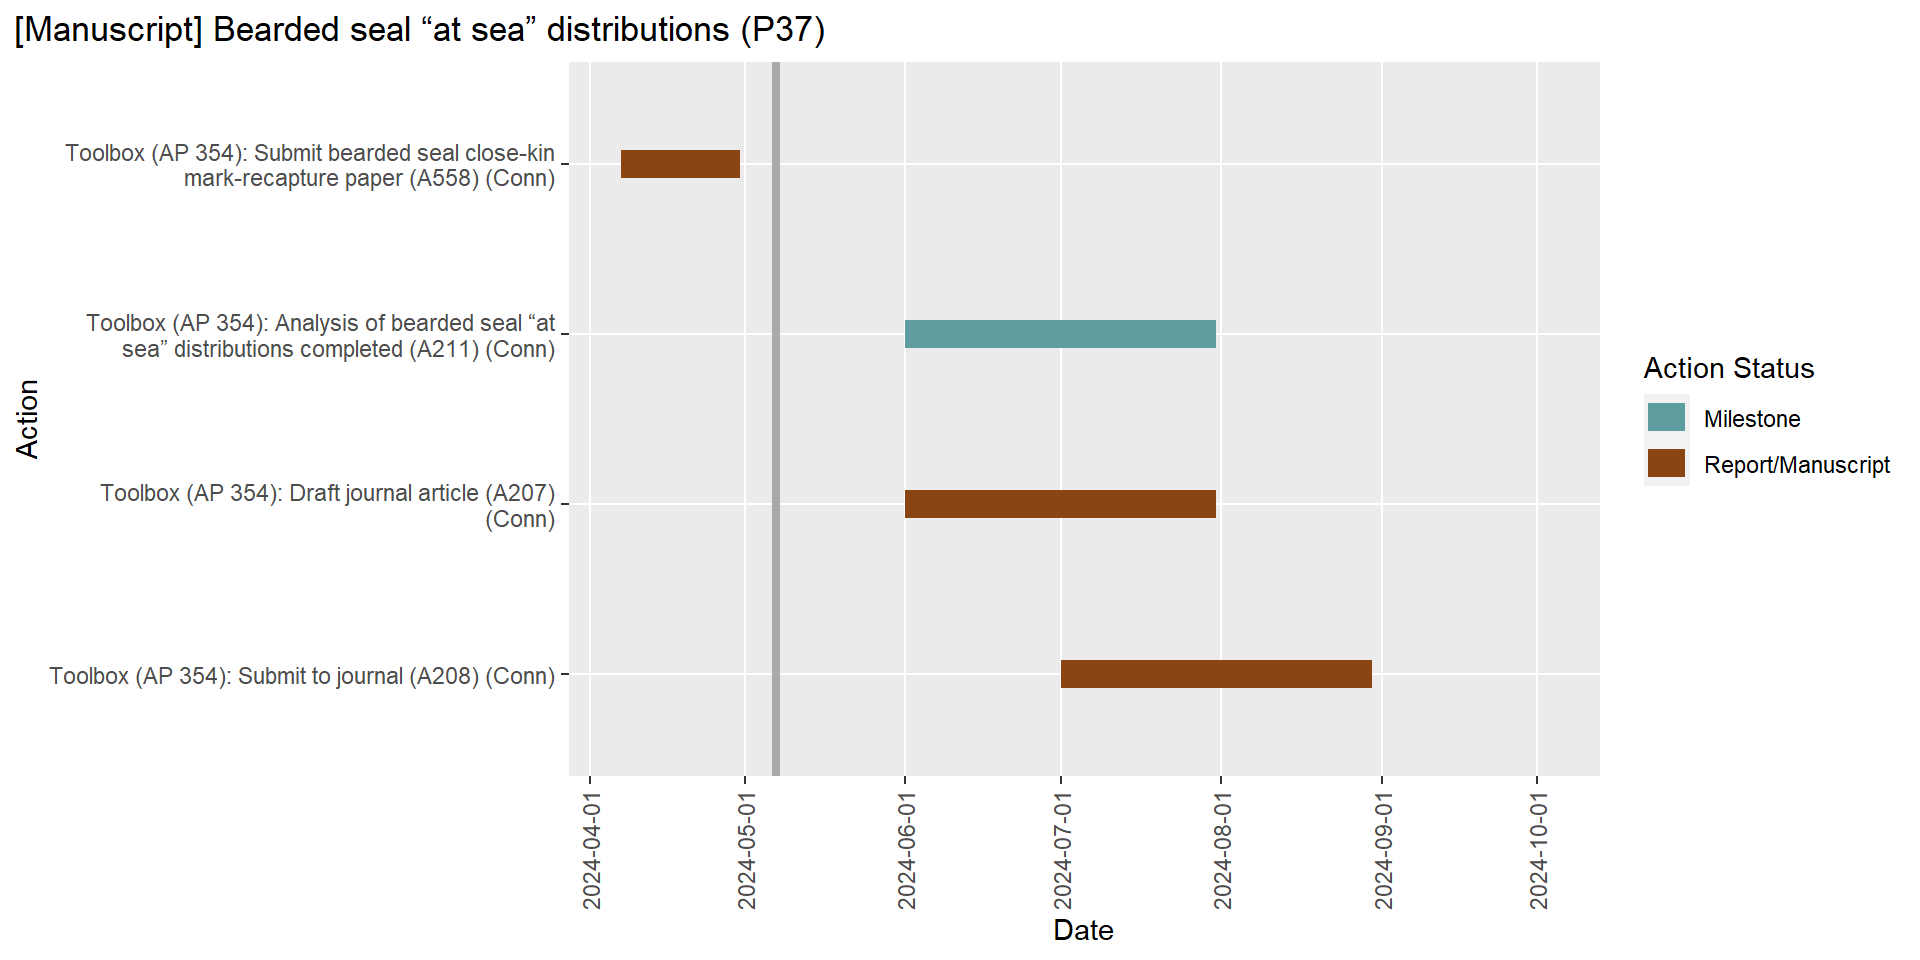 [Manuscript] Bearded seal “at sea” distributions (P37)
Toolbox (AP 354): Submit bearded seal close-kin
mark-recapture paper (A558) (Conn)
Toolbox (AP 354): Analysis of bearded seal “at
sea” distributions completed (A211) (Conn)
Toolbox (AP 354): Draft journal article (A207)
(Conn)
Toolbox (AP 354): Submit to journal (A208) (Conn)
Action
2024-04-01
2024-05-01
2024-06-01
2024-07-01
2024-08-01
2024-09-01
2024-10-01
Date
Action Status
Milestone
Report/Manuscript